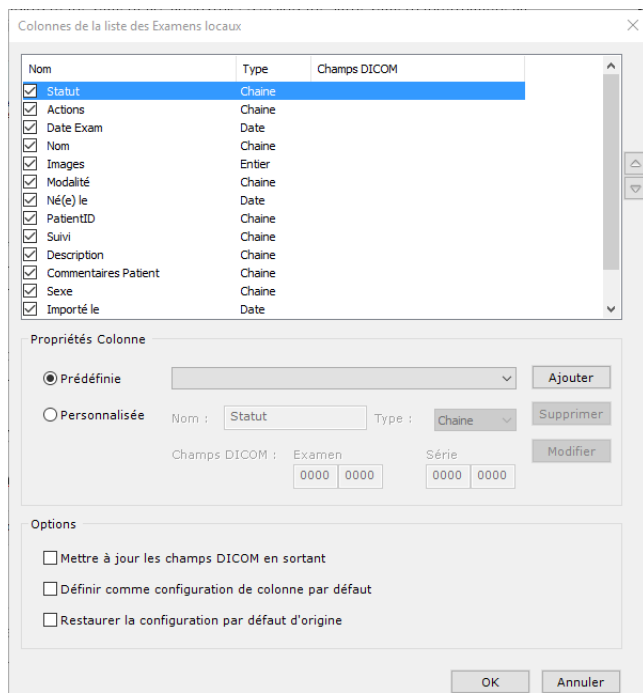 Colonnes de la liste des Examens locaux
Nom Type Champs DICOM
Statut Chaine
Actions Chaine
Date Exam Date
Nom Chaine
Images Entier
Modalité Chaine
Né(e) le Date
PatientID Chaine
Suivi Chaine
Description Chaine
Commentaires Patient Chaine
Sexe Chaine
Importé le Date
Propriétés Colonne
Prédéfinie Ajouter
Personnalisée Nom : Statut Type : Chaine Supprimer
Champs DICOM : Examen Série Modifier
0000 0000 0000 0000
Options
Mettre à jour les champs DICOM en sortant
Définir comme configuration de colonne par défaut
Restaurer la configuration par défaut d'origine
OK Annuler